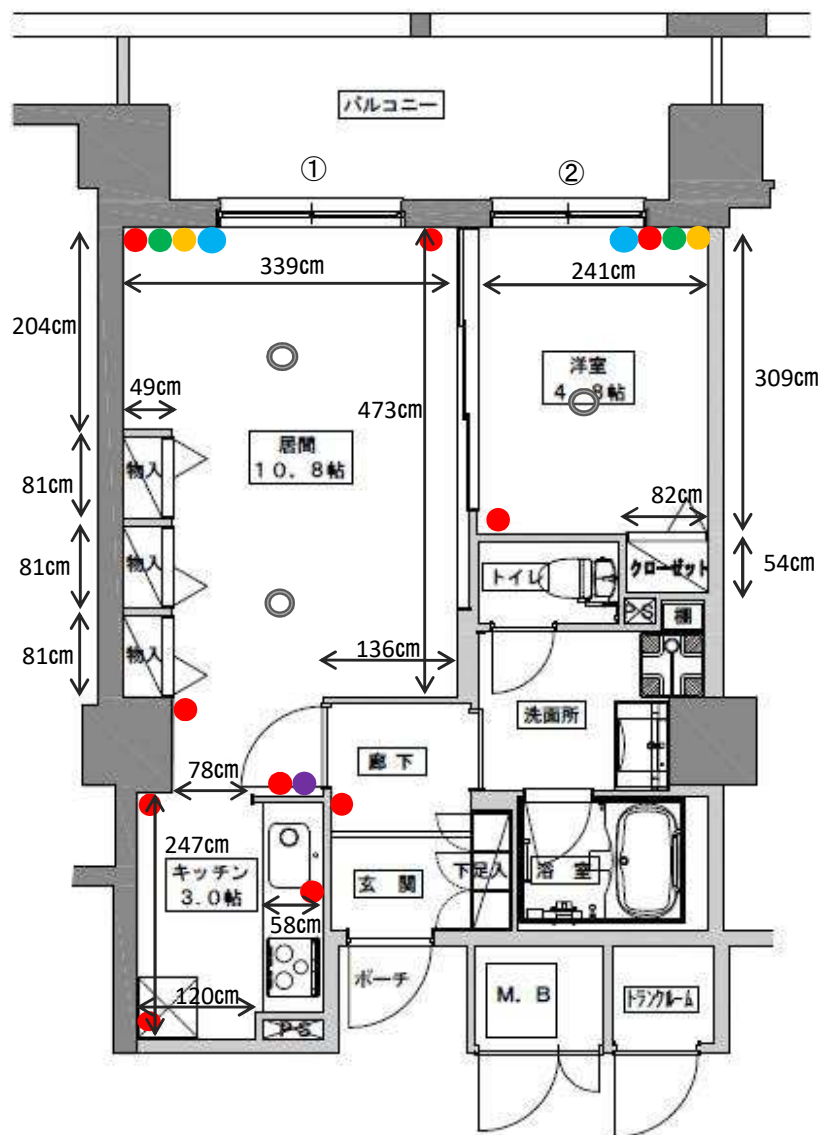 バルコニー
①
②
339㎝
241㎝
204㎝
洋室
4.8帖
309㎝
49㎝
473㎝
居間
10.8帖
物入
81㎝
82㎝
物入
81㎝
トイレ
クローゼット
54㎝
P.S
棚
物入
81㎝
136㎝
洗面所
廊下
78㎝
247㎝
キッチン
3.0帖
玄関
下足入
浴室
58㎝
ポーチ
120㎝
M.B
トランクルーム
P.S